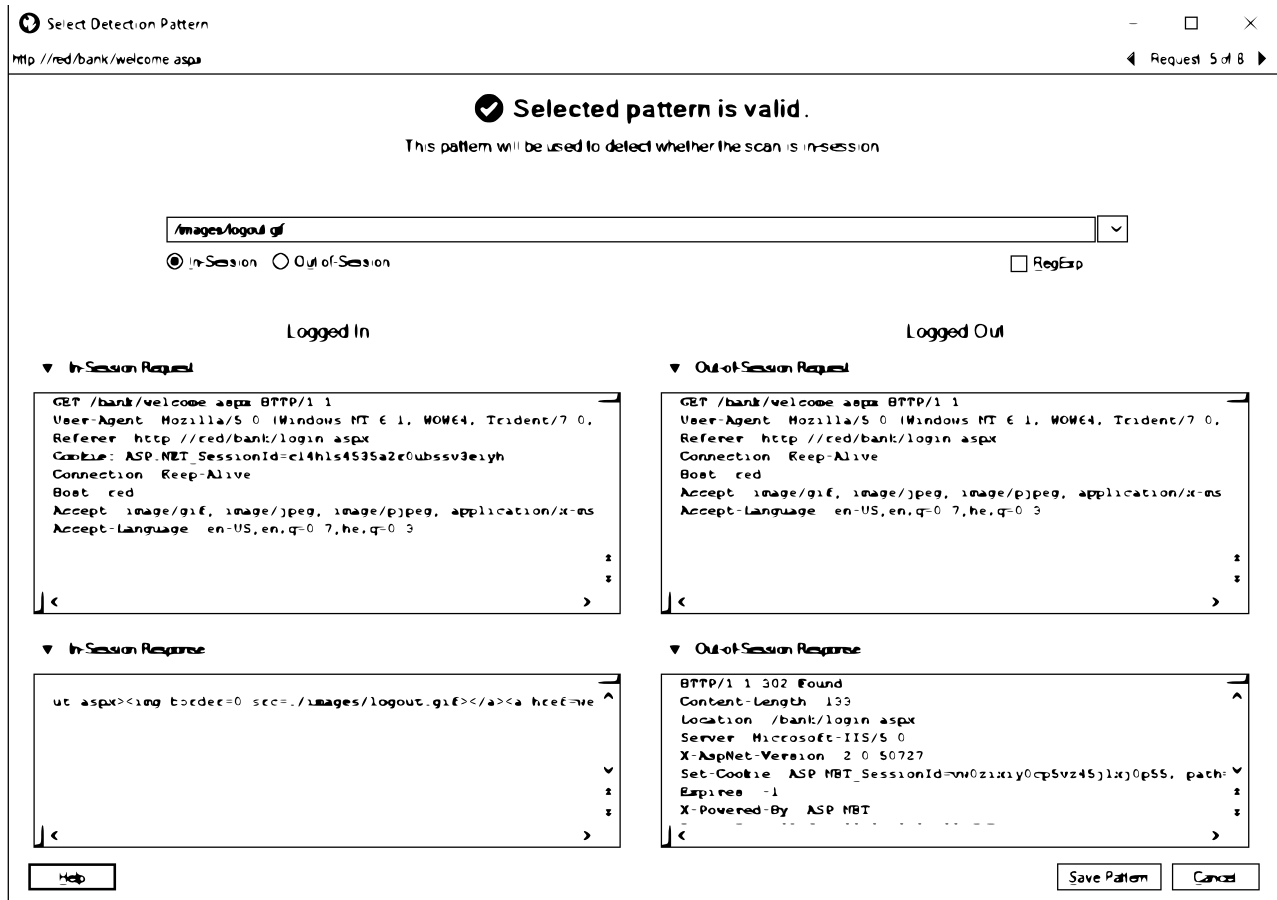 Select Detection Pattern
http://red/bank/welcome.aspx
Request 5 of 8
Selected pattern is valid.
This pattern will be used to detect whether the scan is in-session
/images/logout.gif
In-Session
Out-of-Session
RegExp
Logged In
In-Session Request
GET /bank/welcome.aspx HTTP/1.1
User-Agent: Mozilla/5.0 (Windows NT 6.1; WOW64; Trident/7.0;
Referer: http://red/bank/login.aspx
Cookie: ASP.NET_SessionId=
Connection: Keep-Alive
Host: red
Accept: image/gif, image/jpeg, image/pjpeg, application/x-ms
Accept-Language: en-US,en;q=0.7,he;q=0.3
Logged Out
Out-of-Session Request
GET /bank/welcome.aspx HTTP/1.1
User-Agent: Mozilla/5.0 (Windows NT 6.1; WOW64; Trident/7.0;
Referer: http://red/bank/login.aspx
Connection: Keep-Alive
Host: red
Accept: image/gif, image/jpeg, image/pjpeg, application/x-ms
Accept-Language: en-US,en;q=0.7,he;q=0.3
In-Session Response
ut.aspx><img border=0 src=./images/logout.gif></a><a href=we
Out-of-Session Response
HTTP/1.1 302 Found
Content-Length: 133
Location: /bank/login.aspx
Server: Microsoft-IIS/5.0
X-AspNet-Version: 2.0.50727
Set-Cookie: ASP.NET_SessionId= path=
Expires: -1
X-Powered-By: ASP.NET
Help
Save Pattern
Cancel